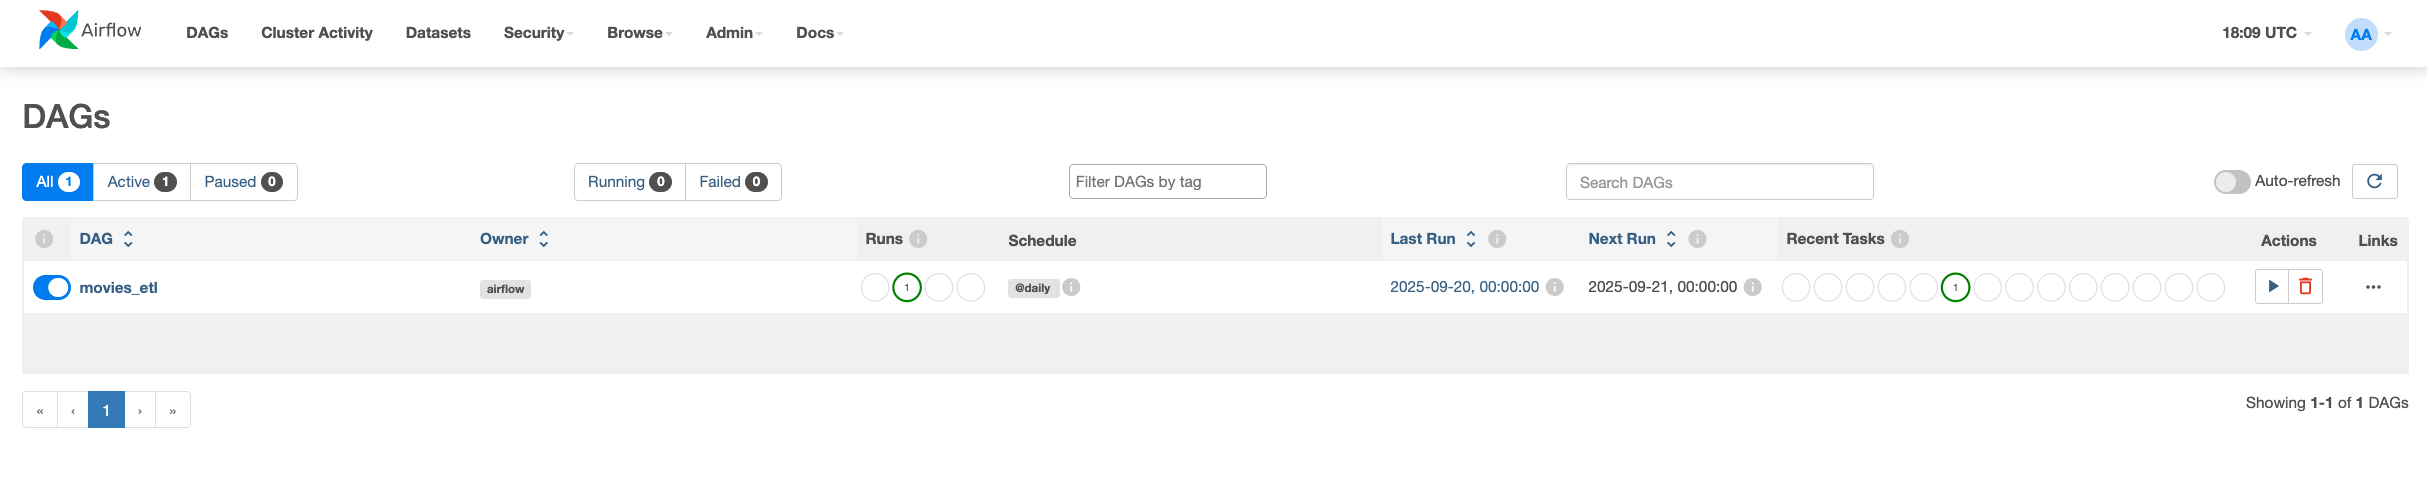 Airflow DAGs Cluster Activity Datasets Security Browse Admin Docs 18:09 UTC AA
DAGs
All 1 Active 1 Paused 0 Running 0 Failed 0 Filter DAGs by tag Search DAGs Auto-refresh
i DAG Owner Runs i Schedule Last Run i Next Run i Recent Tasks i Actions Links
movies_etl airflow 1 @daily i 2025-09-20, 00:00:00 i 2025-09-21, 00:00:00 i 1 ...
« ‹ 1 › » Showing 1-1 of 1 DAGs